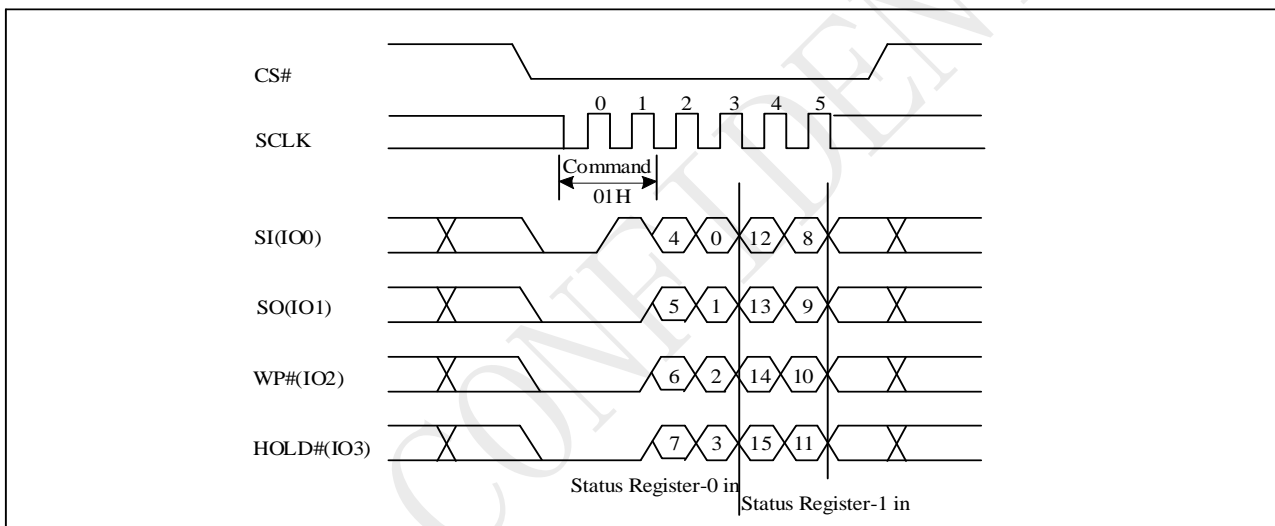 CS#
0 1 2 3 4 5
SCLK
Command
01H
SI(IO0) 4 0 12 8
SO(IO1) 5 1 13 9
WP#(IO2) 6 2 14 10
HOLD#(IO3) 7 3 15 11
Status Register-0 in Status Register-1 in
CONFIDEN